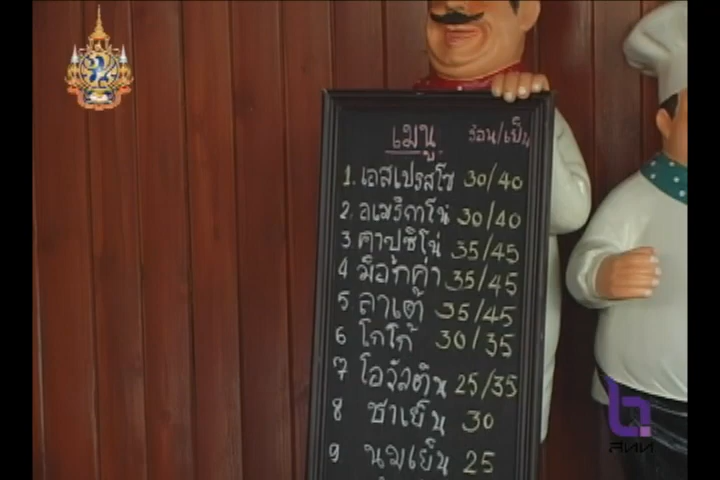 เมนู ร้อน/เย็น
1. เอสเปรสโซ 30/40
2. อเมริกาโน่ 30/40
3 คาปูชิโน่ 35/45
4 ม็อกค่า 35/45
5 ลาเต้ 35/45
6 โกโก้ 30/35
7 โอวัลติน 25/35
8 ชาเย็น 30
9 นมเย็น 25
สทท